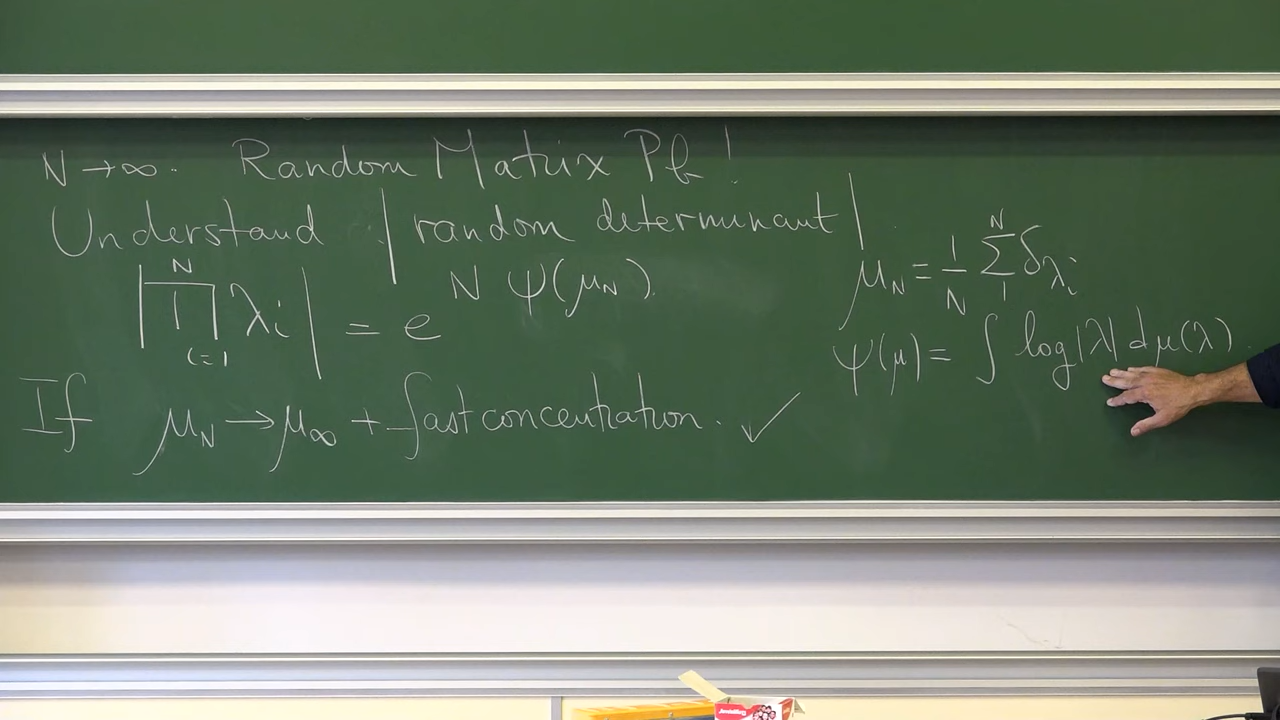 N → ∞. Random Matrix Pb !
Understand | random determinant |
|∏_{i=1}^{N} λ_i| = e^{N ψ(μ_N)}.
If μ_N → μ_∞ + fast concentration. ✓
μ_N = 1/N ∑_{1}^{N} δ_{λ_i}
ψ(μ) = ∫ log|λ| dμ(λ).